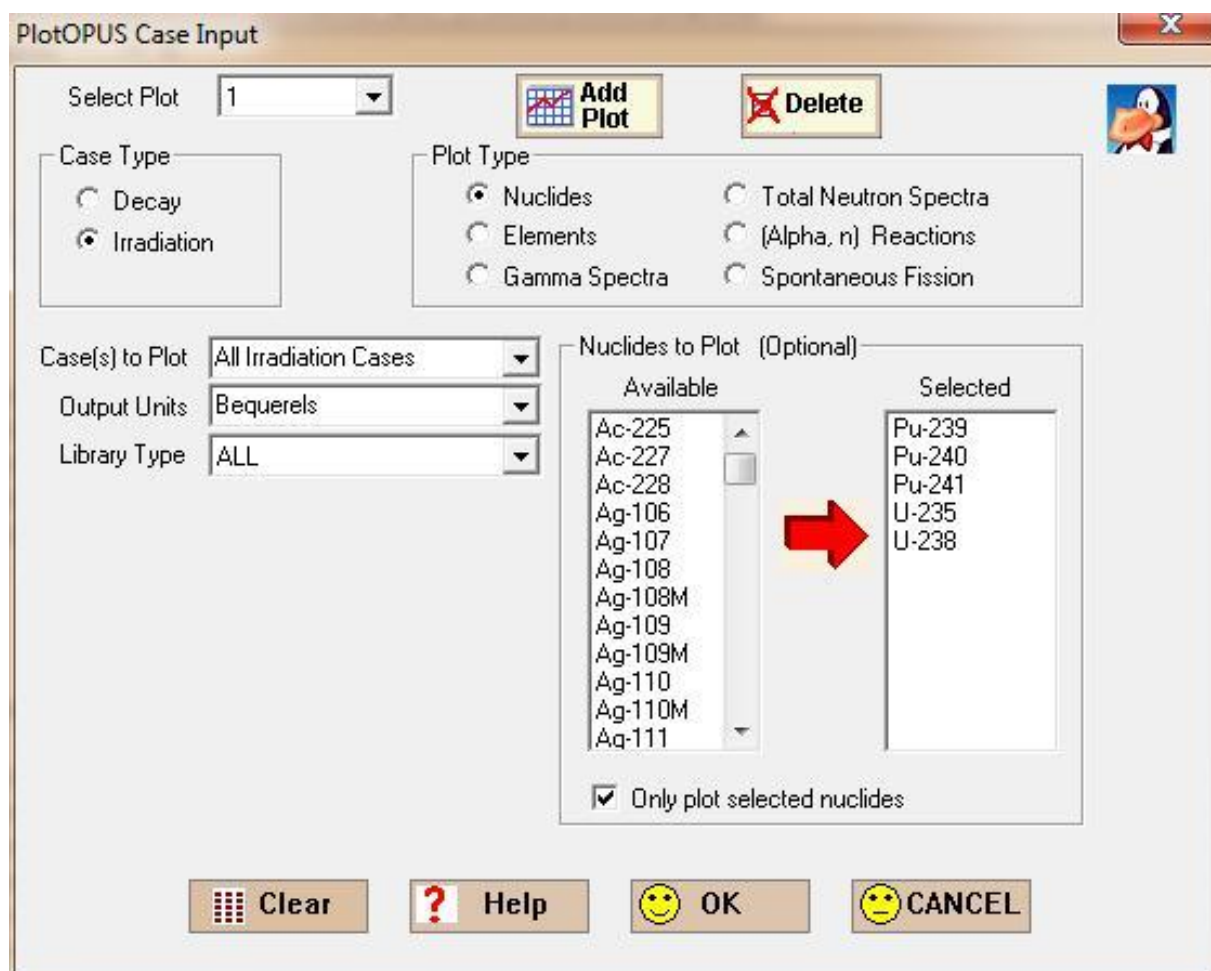 PlotOPUS Case Input
X
Select Plot 1
Add Plot
Delete
Case Type
Decay
Irradiation
Plot Type
Nuclides
Elements
Gamma Spectra
Total Neutron Spectra
(Alpha, n) Reactions
Spontaneous Fission
Case(s) to Plot All Irradiation Cases
Output Units Bequerels
Library Type ALL
Nuclides to Plot (Optional)
Available
Ac-225
Ac-227
Ac-228
Ag-106
Ag-107
Ag-108
Ag-108M
Ag-109
Ag-109M
Ag-110
Ag-110M
Ag-111
Selected
Pu-239
Pu-240
Pu-241
U-235
U-238
Only plot selected nuclides
Clear
? Help
OK
CANCEL